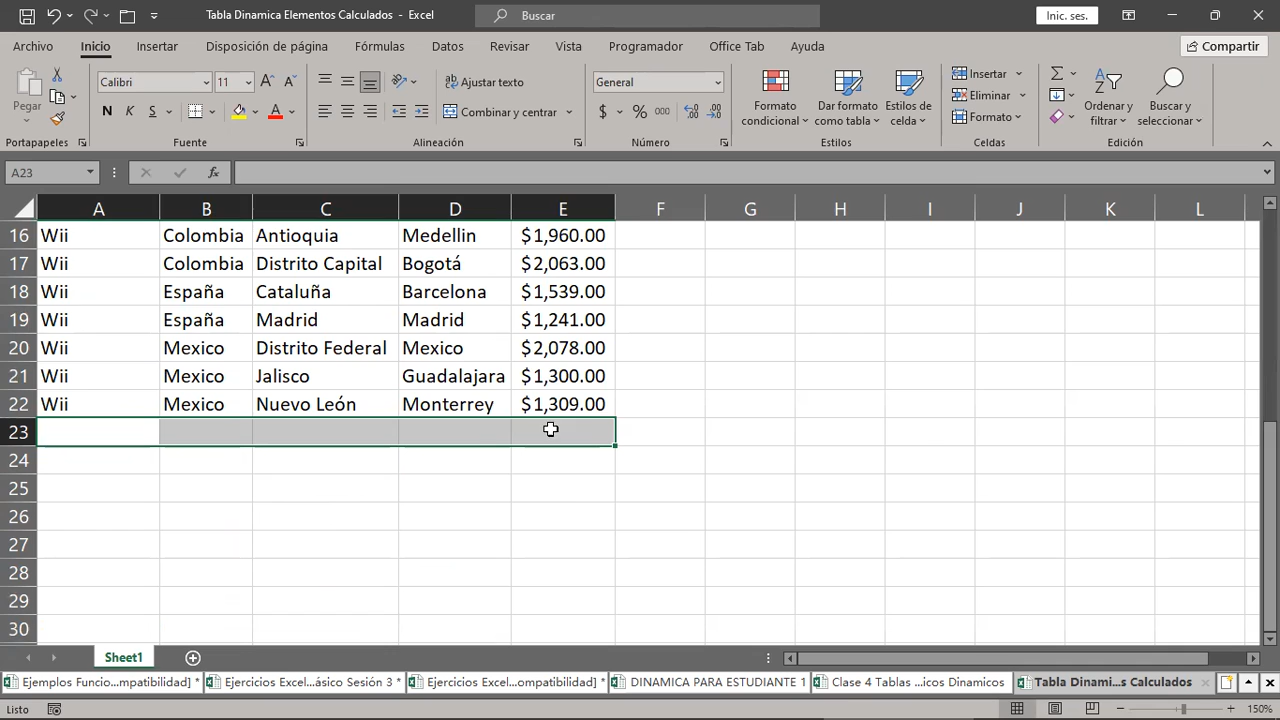 Tabla Dinamica Elementos Calculados - Excel
Buscar
Inic. ses.
Archivo Inicio Insertar Disposición de página Fórmulas Datos Revisar Vista Programador Office Tab Ayuda Compartir
Pegar
Calibri 11
N K S
Ajustar texto
Combinar y centrar
General
$ % 000
Formato condicional
Dar formato como tabla
Estilos de celda
Insertar
Eliminar
Formato
Ordenar y filtrar
Buscar y seleccionar
Portapapeles Fuente Alineación Número Estilos Celdas Edición
A23 fx
A B C D E F G H I J K L
16 Wii Colombia Antioquia Medellin $1,960.00
17 Wii Colombia Distrito Capital Bogotá $2,063.00
18 Wii España Cataluña Barcelona $1,539.00
19 Wii España Madrid Madrid $1,241.00
20 Wii Mexico Distrito Federal Mexico $2,078.00
21 Wii Mexico Jalisco Guadalajara $1,300.00
22 Wii Mexico Nuevo León Monterrey $1,309.00
23
24
25
26
27
28
29
30
Sheet1
Ejemplos Funcio...mpatibilidad] * Ejercicios Excel...ásico Sesión 3 * Ejercicios Excel...ompatibilidad] * DINAMICA PARA ESTUDIANTE 1 Clase 4 Tablas ...icos Dinamicos Tabla Dinami...s Calculados
Listo 150%